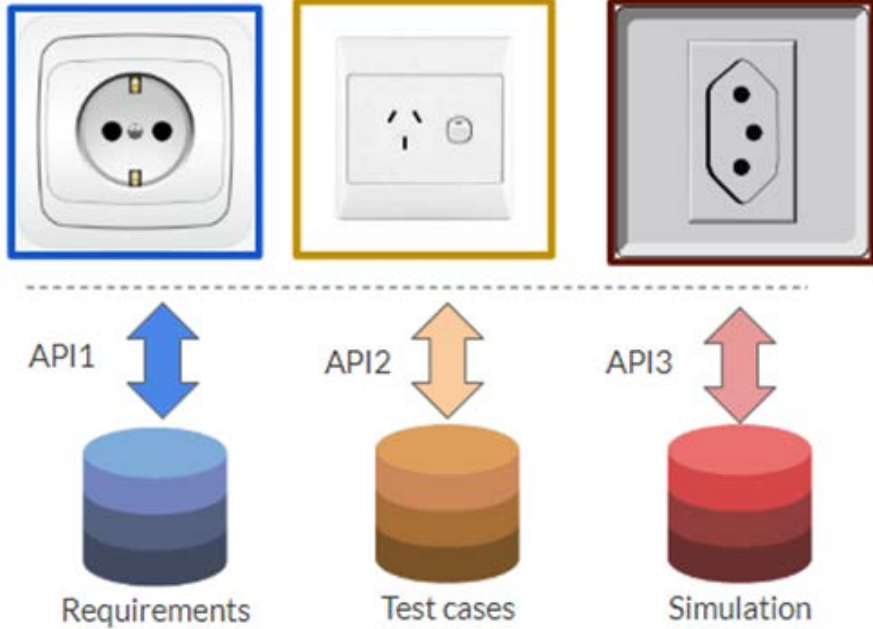 API1
API2
API3
Requirements
Test cases
Simulation